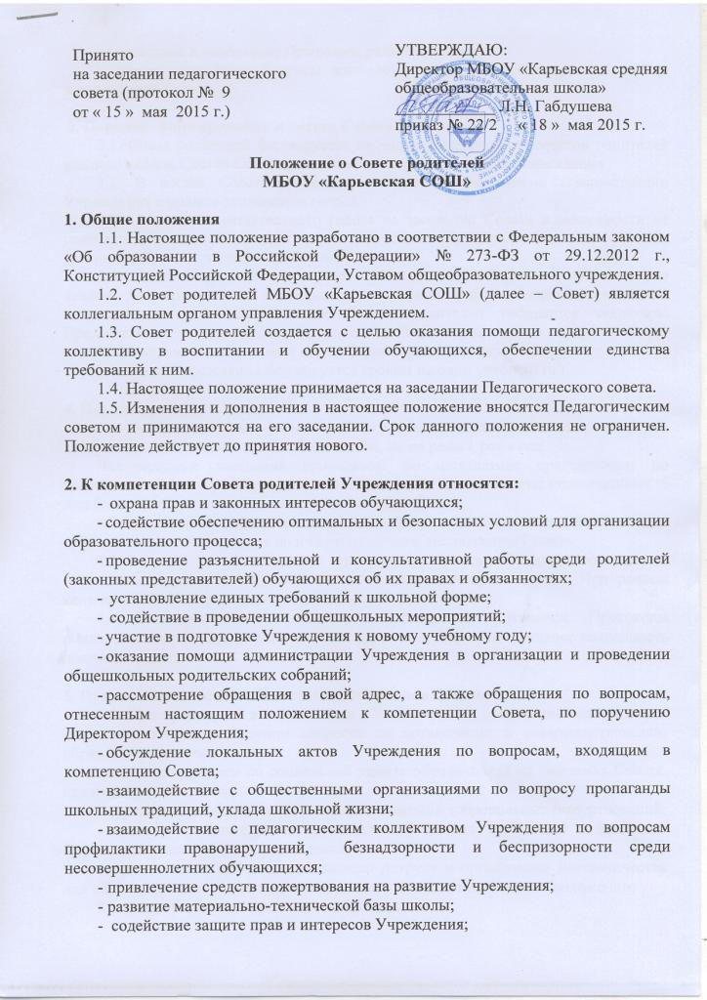 Принято
на заседании педагогического
совета (протокол № 9
от « 15 » мая 2015 г.)
УТВЕРЖДАЮ:
Директор МБОУ «Карьевская средняя
общеобразовательная школа»
Л.Н. Габдушева
приказ № 22/2 « 18 » мая 2015 г.
Положение о Совете родителей
МБОУ «Карьевская СОШ»
1. Общие положения
1.1. Настоящее положение разработано в соответствии с Федеральным законом
«Об образовании в Российской Федерации» № 273-ФЗ от 29.12.2012 г.,
Конституцией Российской Федерации, Уставом общеобразовательного учреждения.
1.2. Совет родителей МБОУ «Карьевская СОШ» (далее – Совет) является
коллегиальным органом управления Учреждением.
1.3. Совет родителей создается с целью оказания помощи педагогическому
коллективу в воспитании и обучении обучающихся, обеспечении единства
требований к ним.
1.4. Настоящее положение принимается на заседании Педагогического совета.
1.5. Изменения и дополнения в настоящее положение вносятся Педагогическим
советом и принимаются на его заседании. Срок данного положения не ограничен.
Положение действует до принятия нового.
2. К компетенции Совета родителей Учреждения относятся:
- охрана прав и законных интересов обучающихся;
- содействие обеспечению оптимальных и безопасных условий для организации
образовательного процесса;
- проведение разъяснительной и консультативной работы среди родителей
(законных представителей) обучающихся об их правах и обязанностях;
- установление единых требований к школьной форме;
- содействие в проведении общешкольных мероприятий;
- участие в подготовке Учреждения к новому учебному году;
- оказание помощи администрации Учреждения в организации и проведении
общешкольных родительских собраний;
- рассмотрение обращения в свой адрес, а также обращения по вопросам,
отнесенным настоящим положением к компетенции Совета, по поручению
Директором Учреждения;
- обсуждение локальных актов Учреждения по вопросам, входящим в
компетенцию Совета;
- взаимодействие с общественными организациями по вопросу пропаганды
школьных традиций, уклада школьной жизни;
- взаимодействие с педагогическим коллективом Учреждения по вопросам
профилактики правонарушений, безнадзорности и беспризорности среди
несовершеннолетних обучающихся;
- привлечение средств пожертвования на развитие Учреждения;
- развитие материально-технической базы школы;
- содействие защите прав и интересов Учреждения;